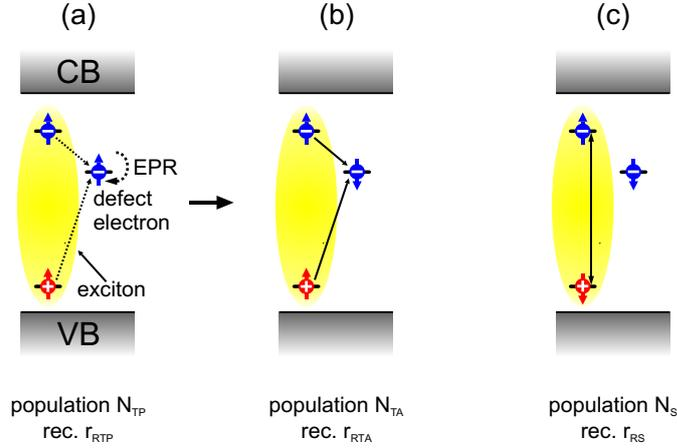 (a)
CB
EPR
defect
electron
exciton
VB
population N_TP
rec. r_RTP
(b)
population N_TA
rec. r_RTA
(c)
population N_S
rec. r_RS